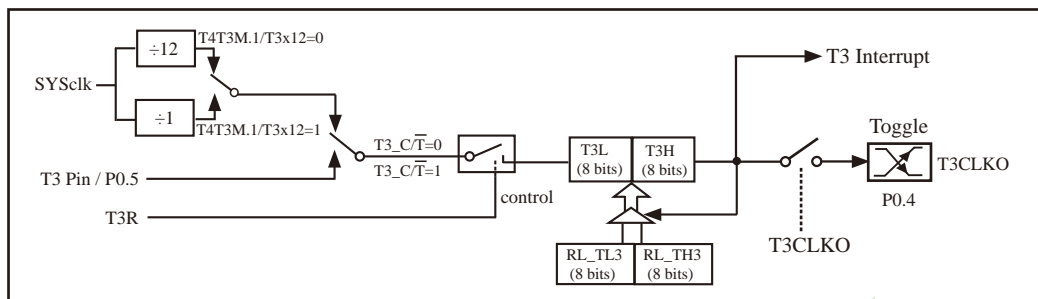 T4T3M.1/T3x12=0
÷12
SYSclk
÷1
T4T3M.1/T3x12=1
T3 Interrupt
Toggle
T3_C/T̅=0
T3_C/T̅=1
T3L
(8 bits)
T3H
(8 bits)
T3CLKO
T3 Pin / P0.5
control
P0.4
T3R
T3CLKO
RL_TL3
(8 bits)
RL_TH3
(8 bits)